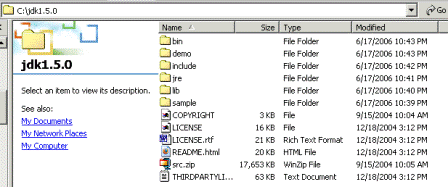 C:\jdk1.5.0
Go
jdk1.5.0
Select an item to view its description.
See also:
My Documents
My Network Places
My Computer
Name Size Type Modified
bin File Folder 6/17/2006 10:43 PM
demo File Folder 6/17/2006 10:43 PM
include File Folder 6/17/2006 10:42 PM
jre File Folder 6/17/2006 10:43 PM
lib File Folder 6/17/2006 10:40 PM
sample File Folder 6/17/2006 10:39 PM
COPYRIGHT 3 KB File 9/15/2004 10:04 AM
LICENSE 16 KB File 12/18/2004 3:12 PM
LICENSE.rtf 21 KB Rich Text Format 12/18/2004 3:12 PM
README.html 20 KB HTML File 12/18/2004 3:12 PM
src.zip 17,653 KB WinZip File 9/15/2004 10:05 AM
THIRDPARTYLI... 63 KB Text Document 12/18/2004 3:12 PM